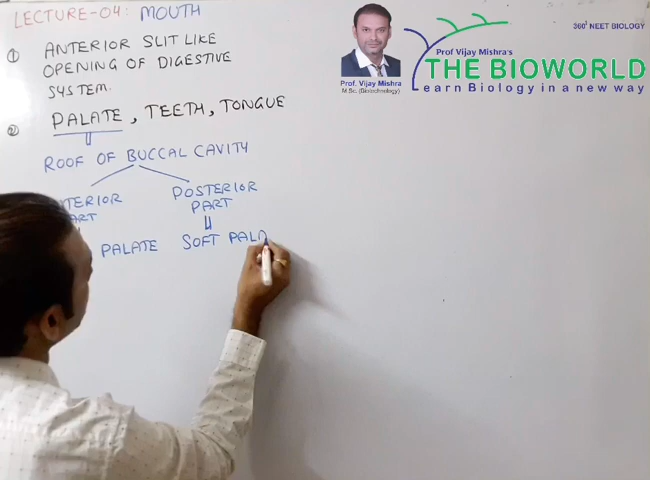 LECTURE-04: MOUTH
① ANTERIOR SLIT LIKE
OPENING OF DIGESTIVE
SYSTEM.
② PALATE, TEETH, TONGUE
ROOF OF BUCCAL CAVITY
POSTERIOR
PART
PART
PALATE SOFT PALA
360° NEET BIOLOGY
Prof Vijay Mishra's
THE BIOWORLD
Learn Biology in a new way
Prof. Vijay Mishra
M.Sc. (Biotechnology)